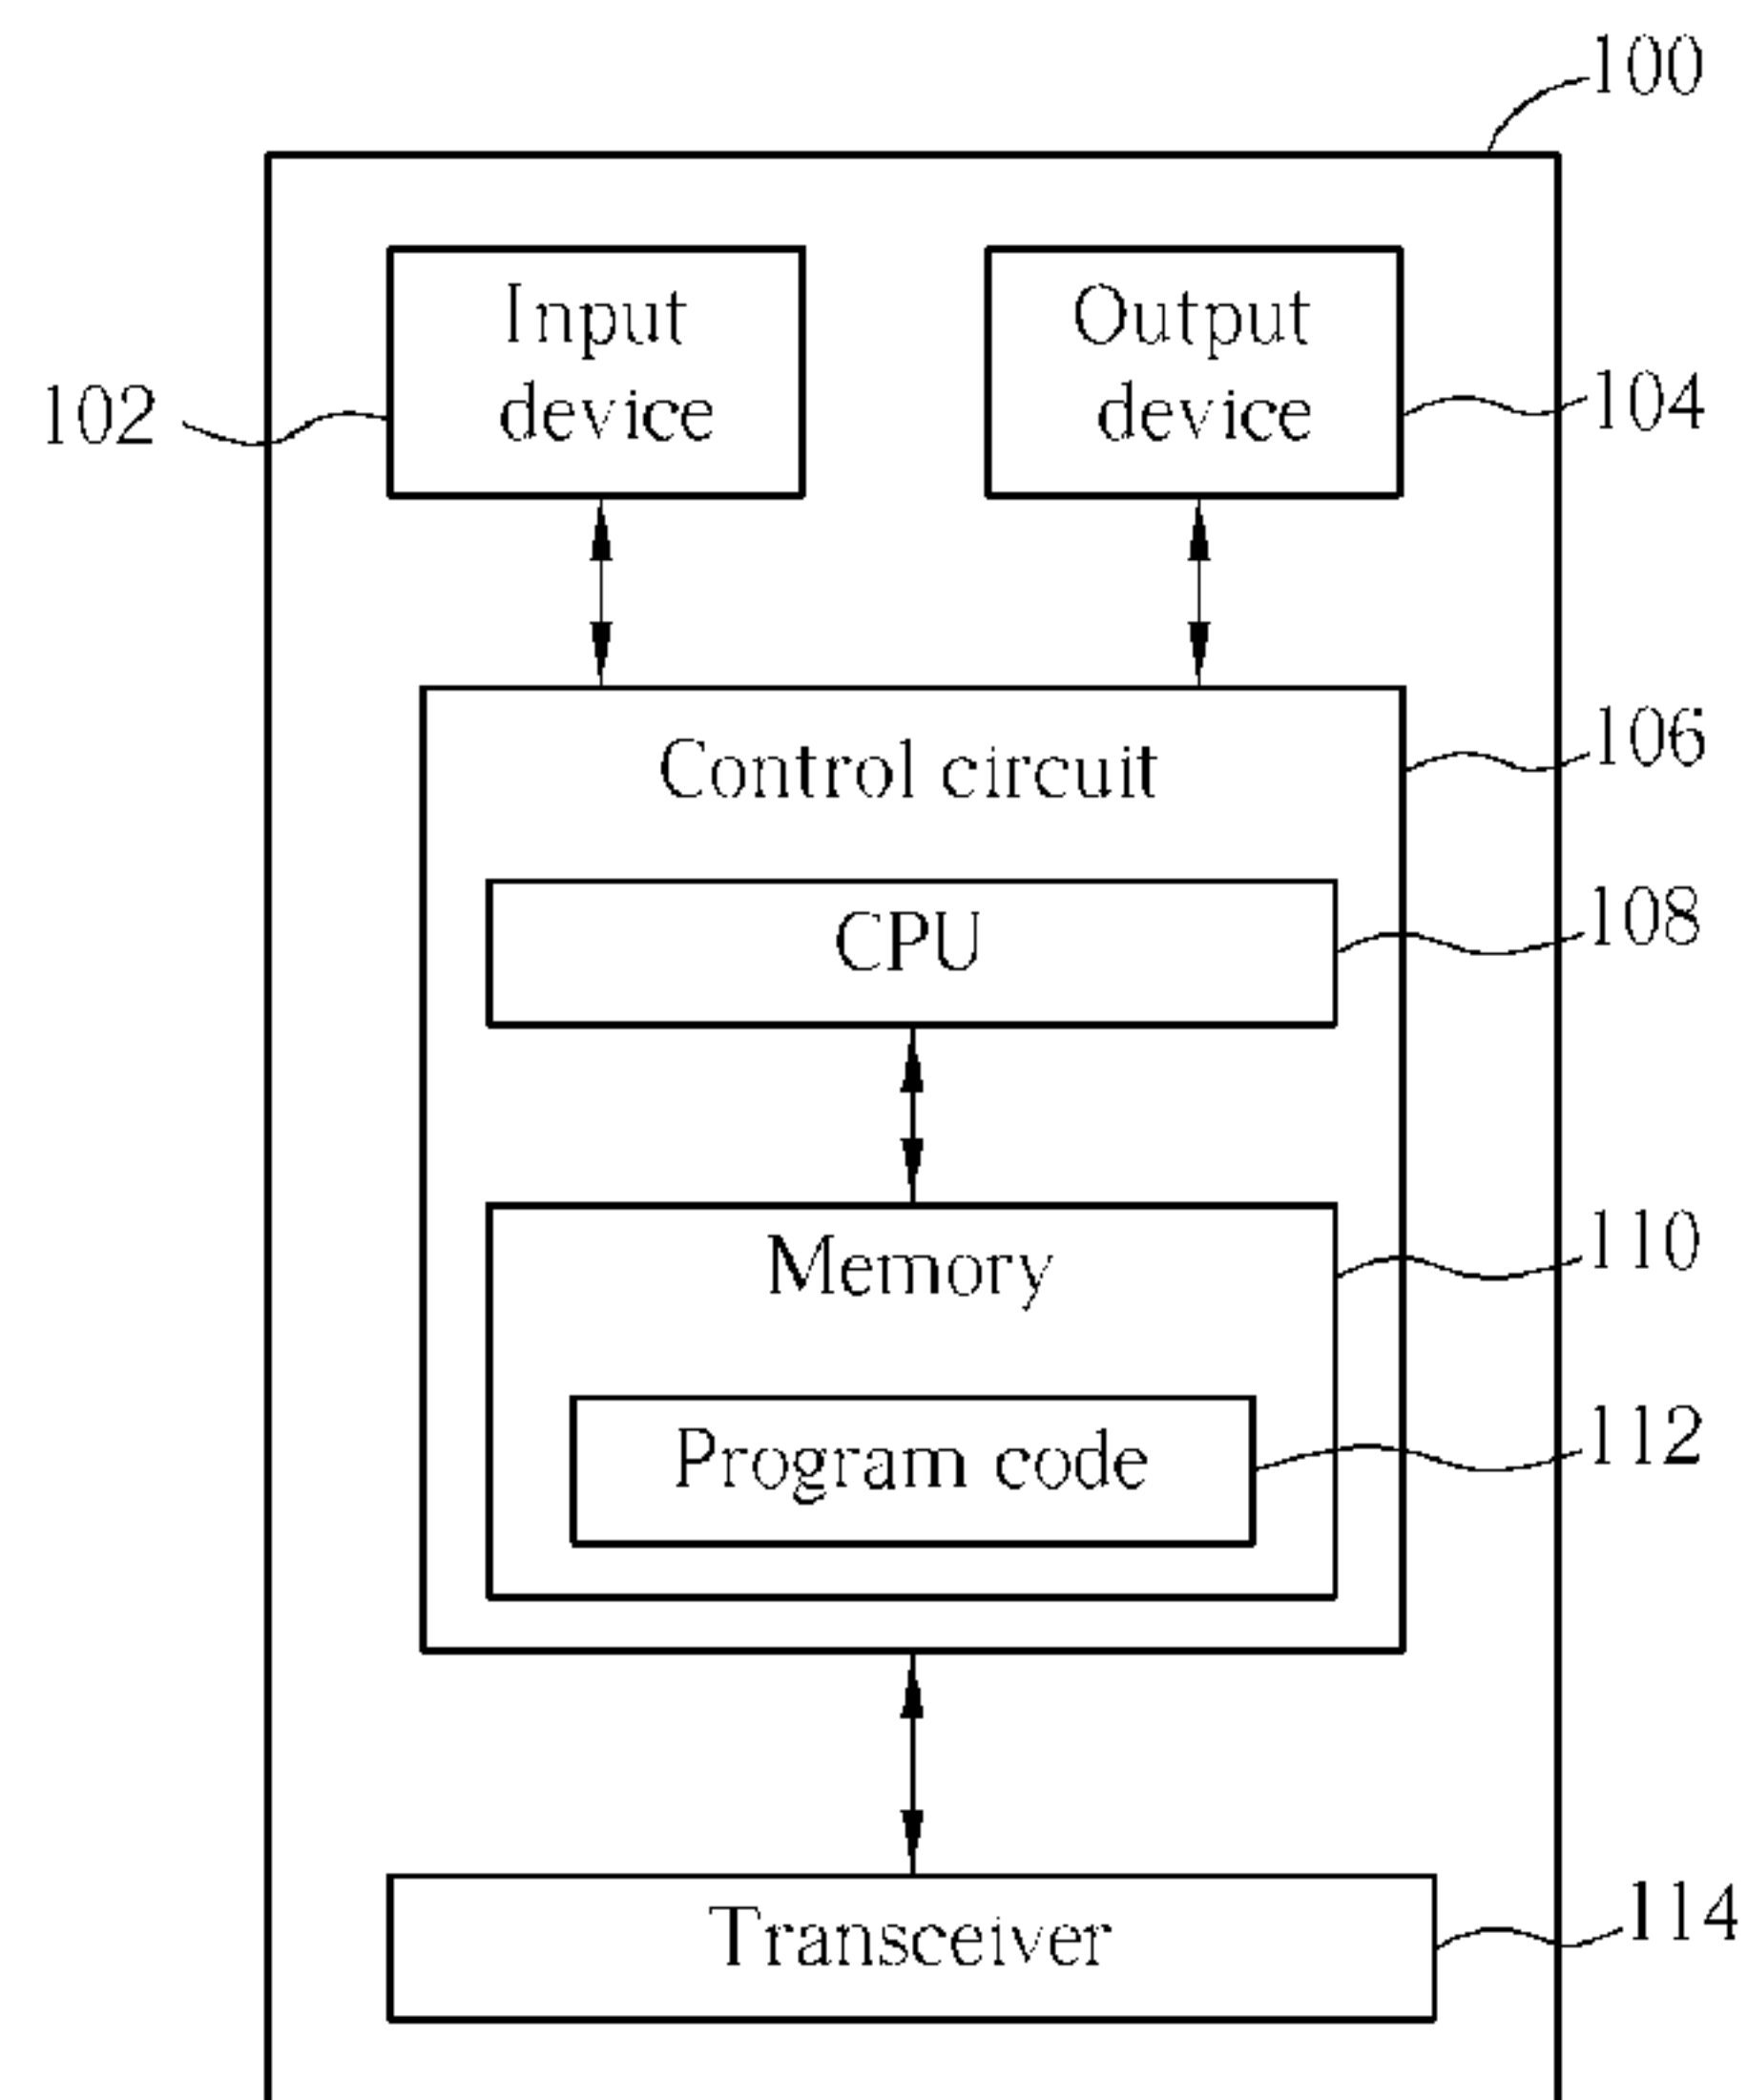 100
Input
device
Output
device
102
104
Control circuit
106
CPU
108
Memory
110
Program code
112
Transceiver
114